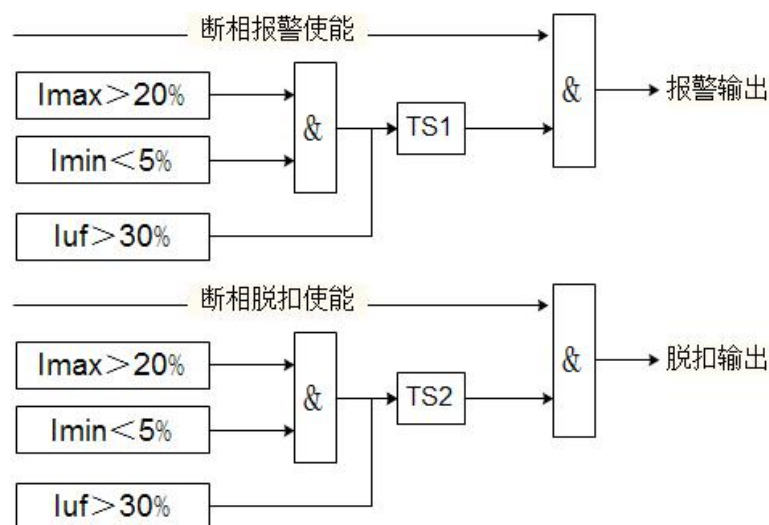 断相报警使能
Imax＞20%
&
Imin＜5%
TS1
&
报警输出
Iuf＞30%
断相脱扣使能
Imax＞20%
&
Imin＜5%
TS2
&
脱扣输出
Iuf＞30%